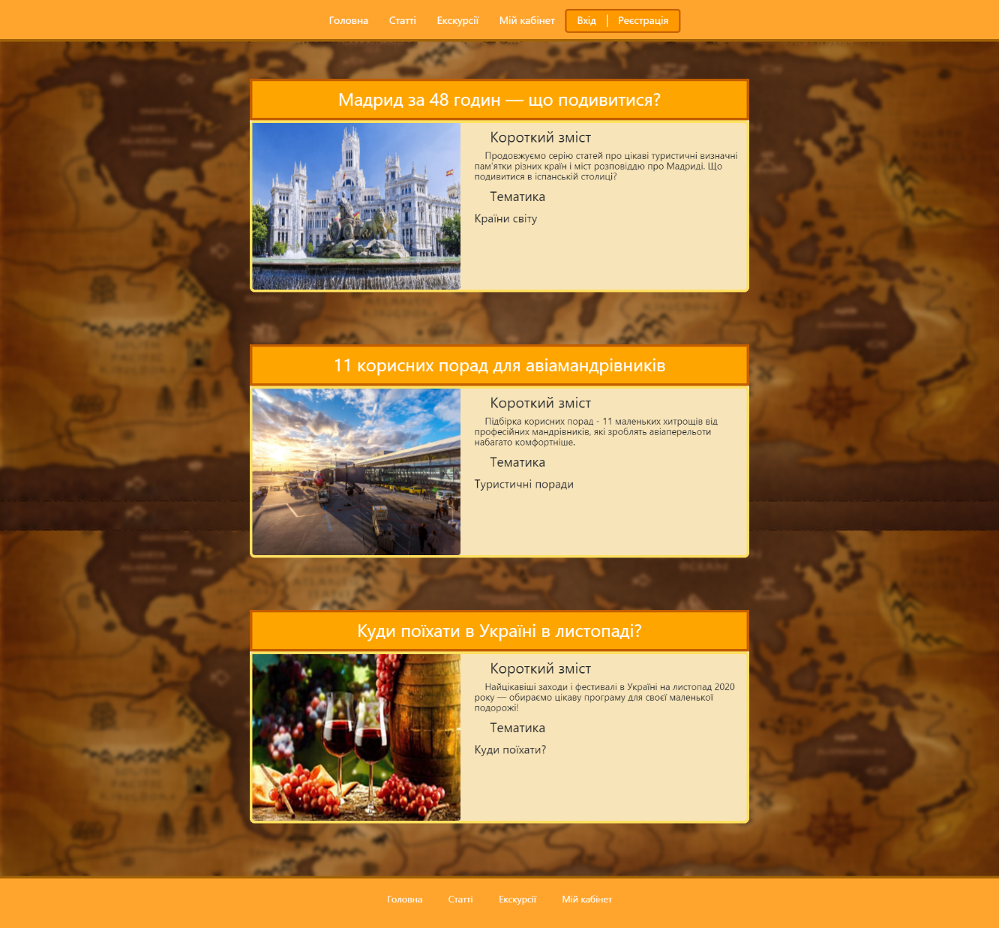 Головна Статті Екскурсії Мій кабінет Вхід Реєстрація
Мадрид за 48 годин — що подивитися?
Короткий зміст
Продовжуємо серію статей про цікаві туристичні визначні
пам'ятки різних країн і міст розповіддю про Мадриді. Що
подивитися в іспанській столиці?
Тематика
Країни світу
11 корисних порад для авіамандрівників
Короткий зміст
Підбірка корисних порад - 11 маленьких хитрощів від
професійних мандрівників, які зроблять авіаперельоти
набагато комфортніше.
Тематика
Туристичні поради
Куди поїхати в Україні в листопаді?
Короткий зміст
Найцікавіші заходи і фестивалі в Україні на листопад 2020
року — обираємо цікаву програму для своєї маленької
подорожі!
Тематика
Куди поїхати?
Головна Статті Екскурсії Мій кабінет